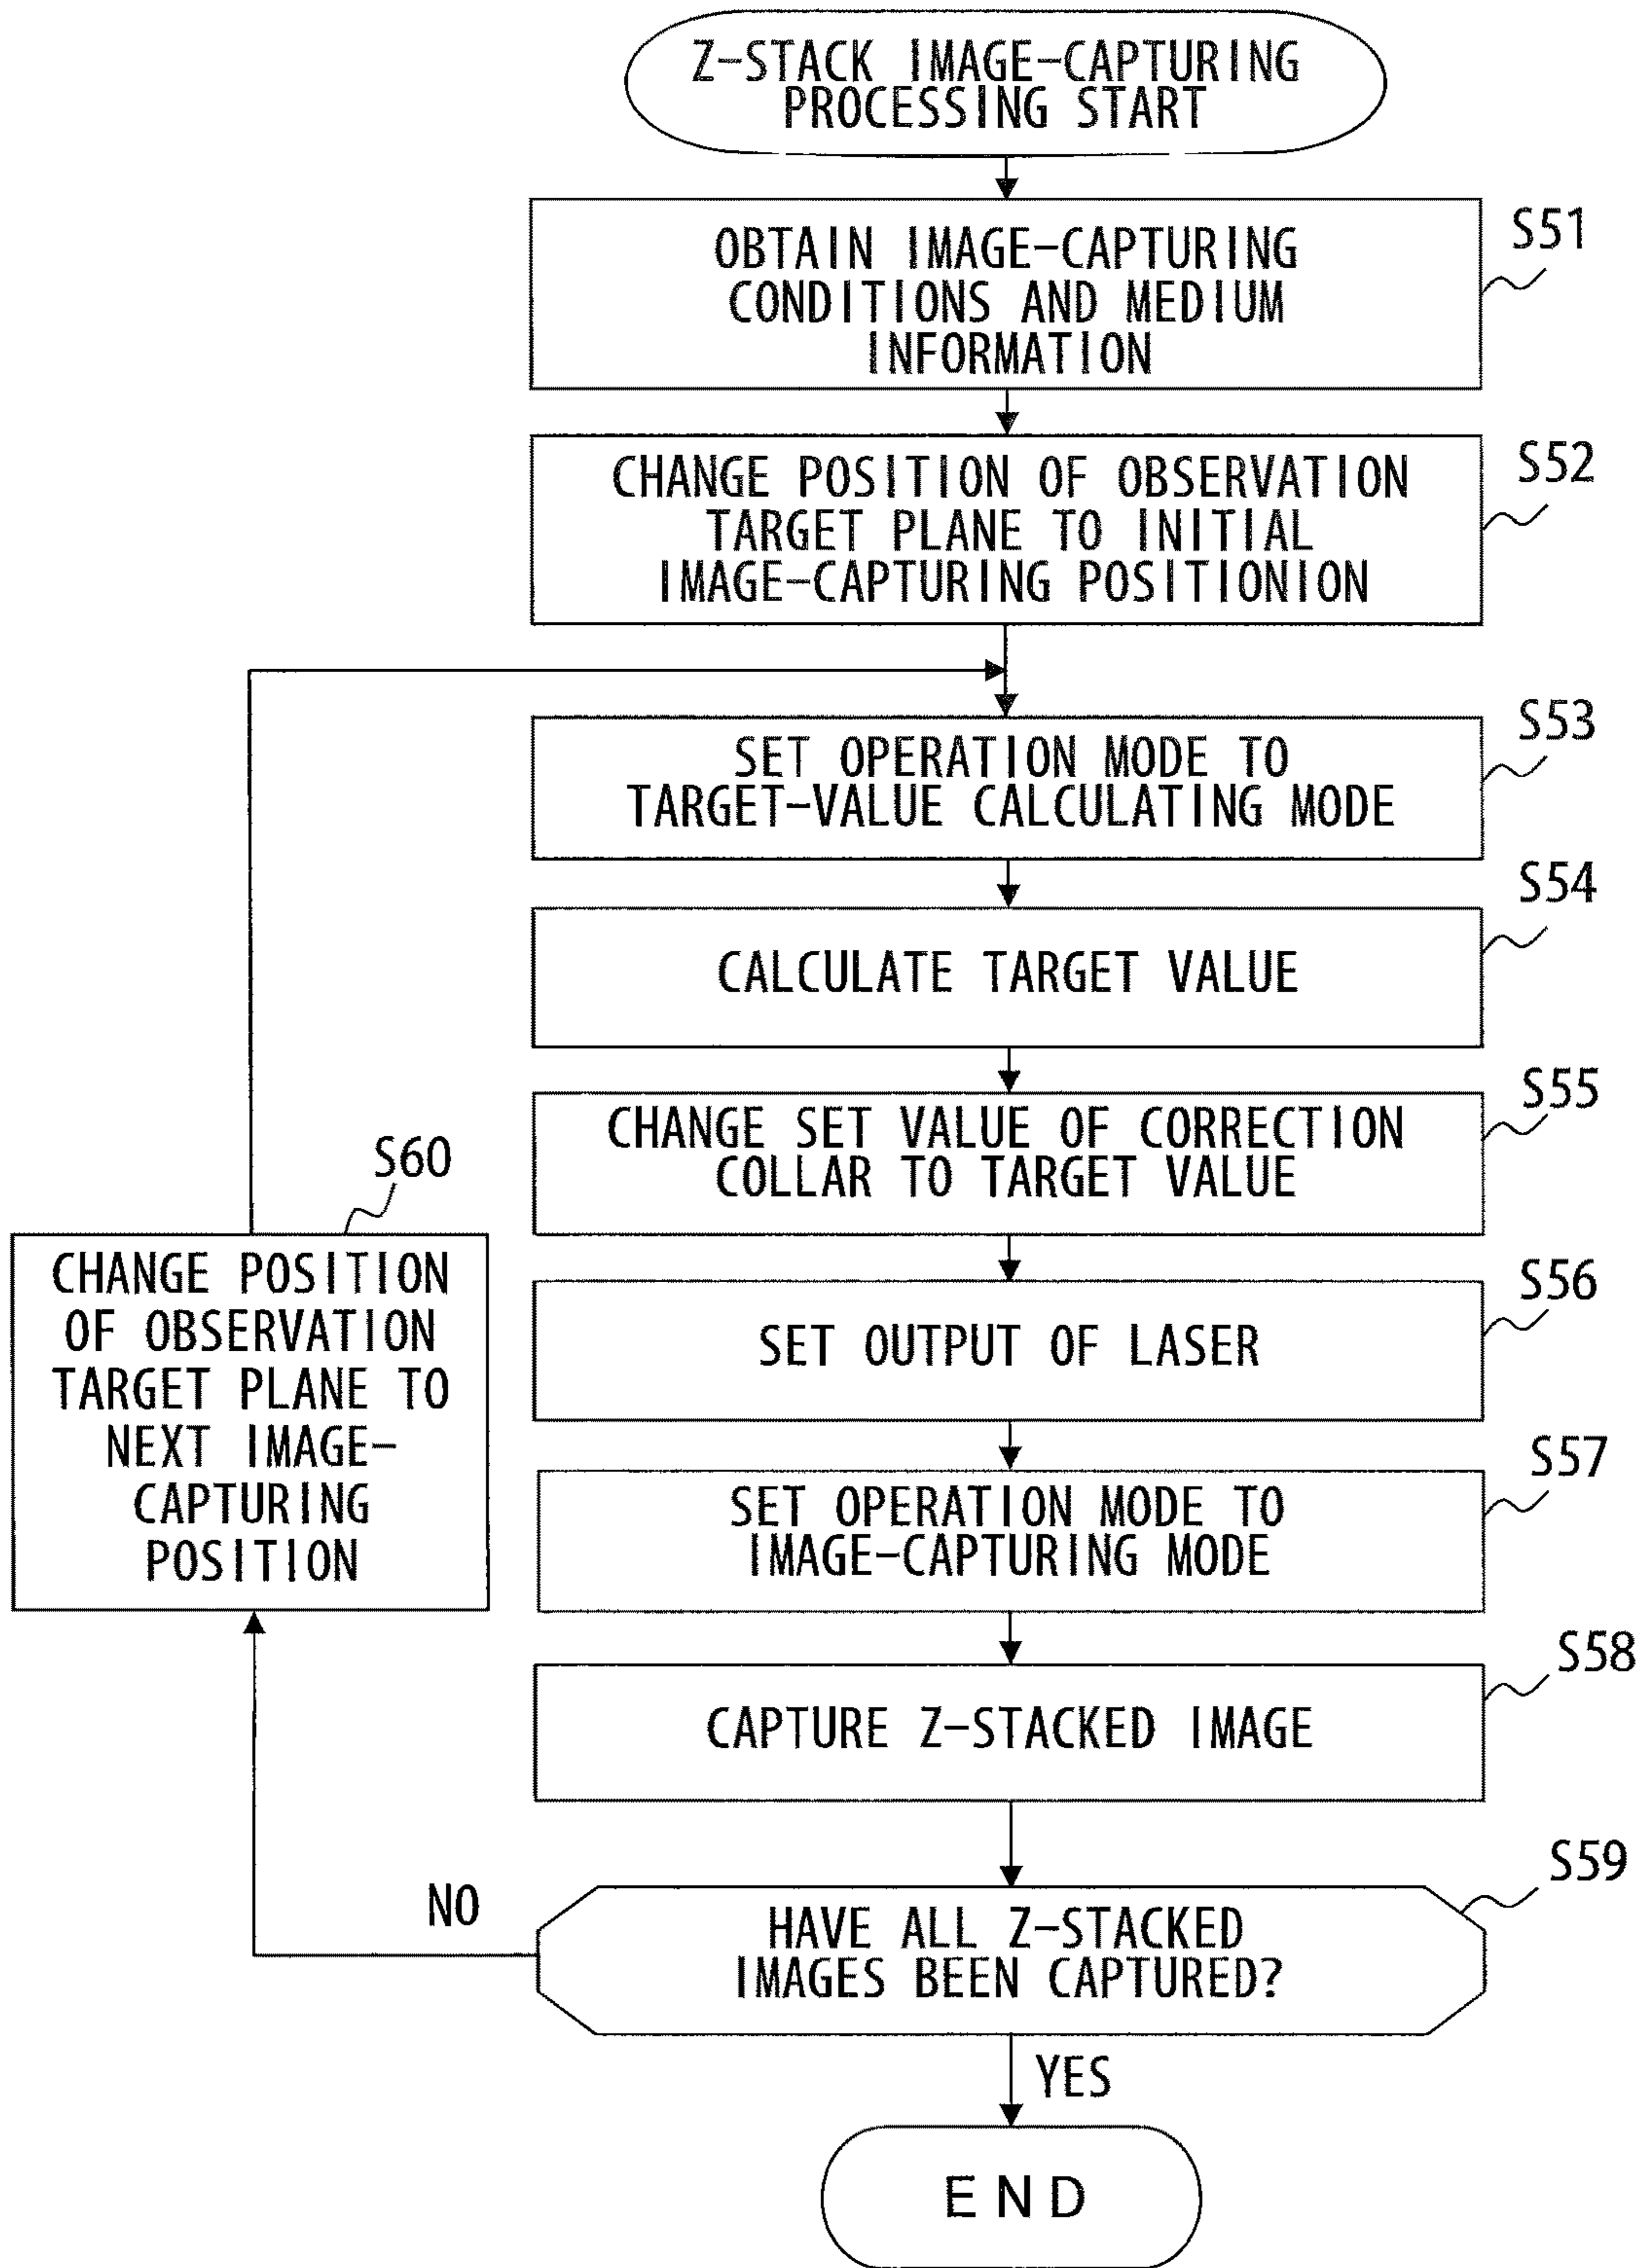 Z-STACK IMAGE-CAPTURING
PROCESSING START
S51
OBTAIN IMAGE-CAPTURING
CONDITIONS AND MEDIUM
INFORMATION
S52
CHANGE POSITION OF OBSERVATION
TARGET PLANE TO INITIAL
IMAGE-CAPTURING POSITIONION
S53
SET OPERATION MODE TO
TARGET-VALUE CALCULATING MODE
S54
CALCULATE TARGET VALUE
S55
CHANGE SET VALUE OF CORRECTION
COLLAR TO TARGET VALUE
S60
CHANGE POSITION
OF OBSERVATION
TARGET PLANE TO
NEXT IMAGE-
CAPTURING
POSITION
S56
SET OUTPUT OF LASER
S57
SET OPERATION MODE TO
IMAGE-CAPTURING MODE
S58
CAPTURE Z-STACKED IMAGE
S59
NO
HAVE ALL Z-STACKED
IMAGES BEEN CAPTURED?
YES
END